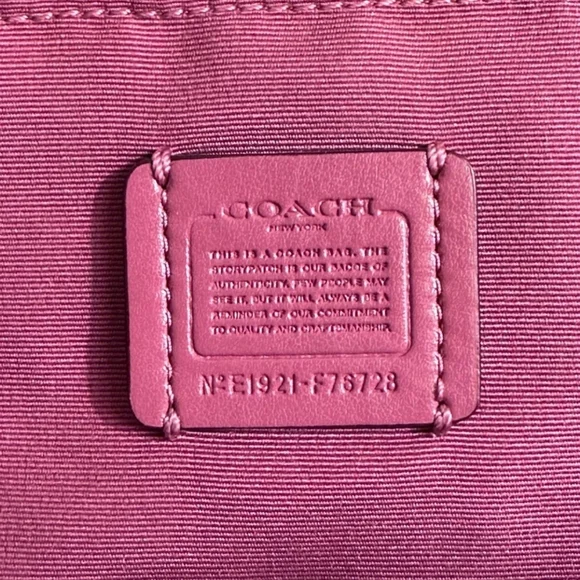 COACH
NEW YORK
THIS IS A COACH BAG. THE
STORYPATCH IS OUR BADGE OF
AUTHENTICITY. FEW PEOPLE MAY
SEE IT, BUT IT WILL ALWAYS BE A
REMINDER OF OUR COMMITMENT
TO QUALITY AND CRAFTSMANSHIP.
Nº E1921-F76728